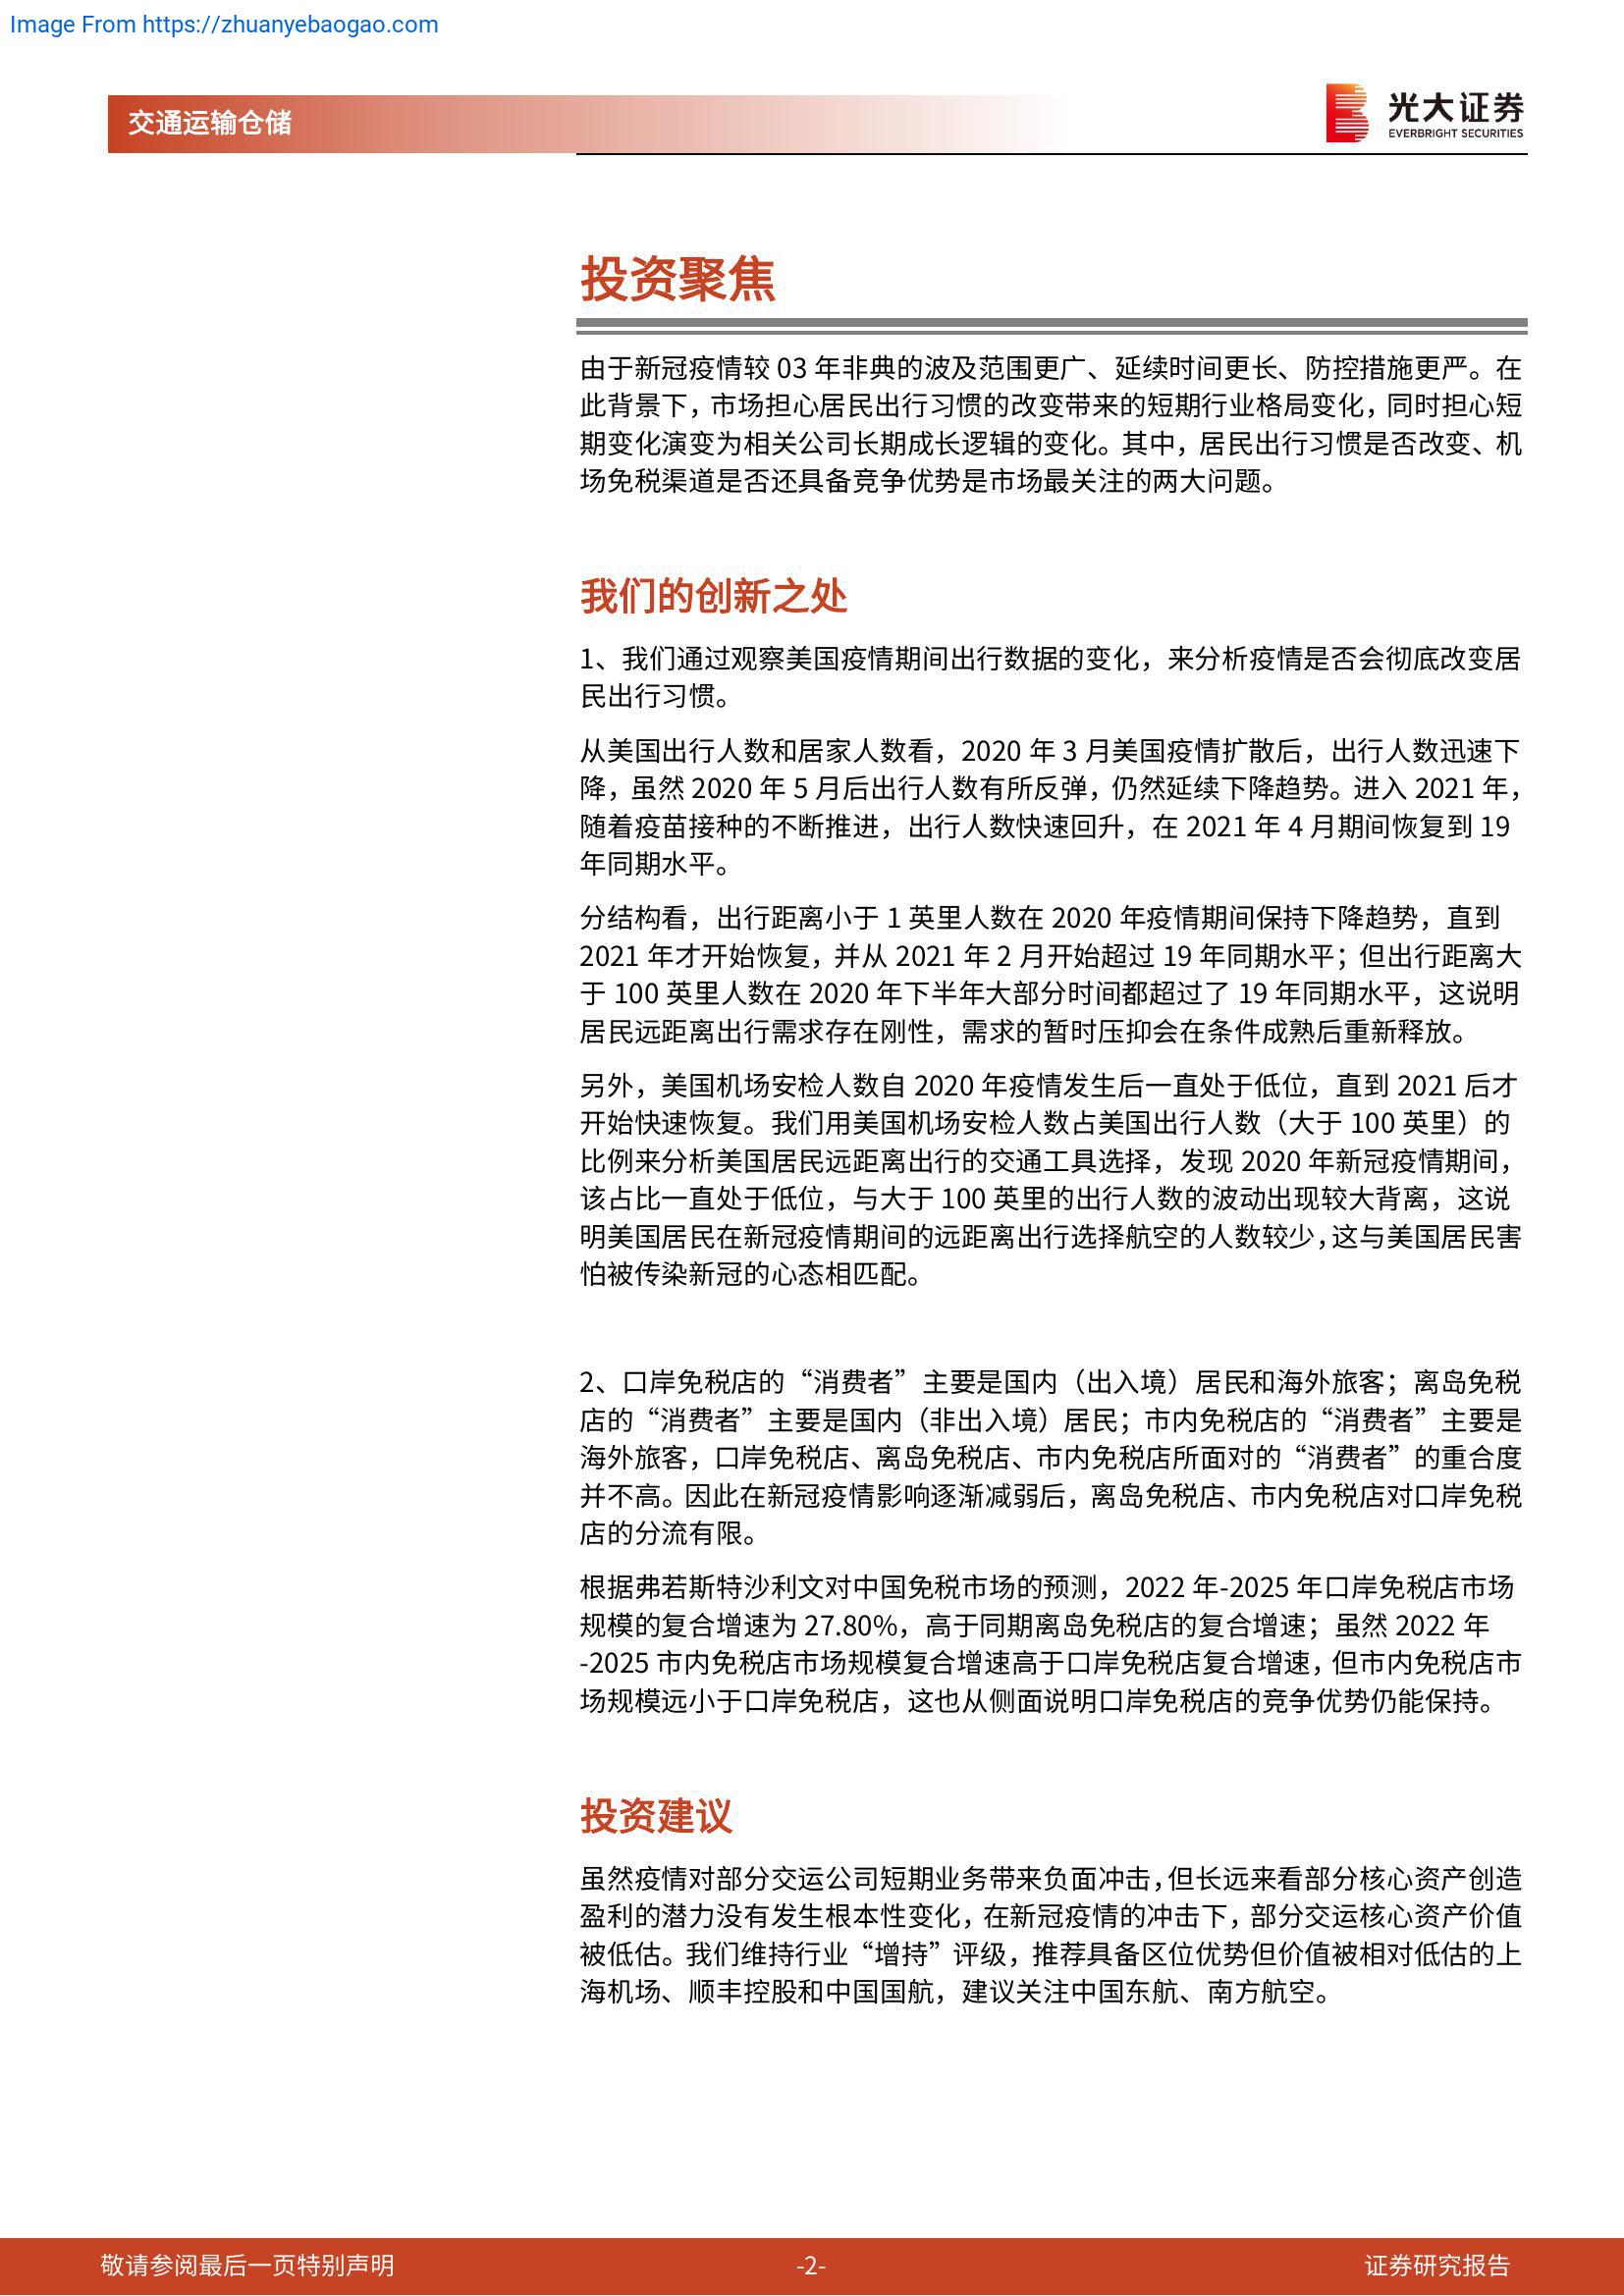 Image From https://zhuanyebaogao.com
交通运输仓储
光大证券
EVERBRIGHT SECURITIES
投资聚焦
由于新冠疫情较 03 年非典的波及范围更广、延续时间更长、防控措施更严。在
此背景下，市场担心居民出行习惯的改变带来的短期行业格局变化，同时担心短
期变化演变为相关公司长期成长逻辑的变化。其中，居民出行习惯是否改变、机
场免税渠道是否还具备竞争优势是市场最关注的两大问题。
我们的创新之处
1、我们通过观察美国疫情期间出行数据的变化，来分析疫情是否会彻底改变居
民出行习惯。
从美国出行人数和居家人数看，2020 年 3 月美国疫情扩散后，出行人数迅速下
降，虽然 2020 年 5 月后出行人数有所反弹，仍然延续下降趋势。进入 2021 年，
随着疫苗接种的不断推进，出行人数快速回升，在 2021 年 4 月期间恢复到 19
年同期水平。
分结构看，出行距离小于 1 英里人数在 2020 年疫情期间保持下降趋势，直到
2021 年才开始恢复，并从 2021 年 2 月开始超过 19 年同期水平；但出行距离大
于 100 英里人数在 2020 年下半年大部分时间都超过了 19 年同期水平，这说明
居民远距离出行需求存在刚性，需求的暂时压抑会在条件成熟后重新释放。
另外，美国机场安检人数自 2020 年疫情发生后一直处于低位，直到 2021 后才
开始快速恢复。我们用美国机场安检人数占美国出行人数（大于 100 英里）的
比例来分析美国居民远距离出行的交通工具选择，发现 2020 年新冠疫情期间，
该占比一直处于低位，与大于 100 英里的出行人数的波动出现较大背离，这说
明美国居民在新冠疫情期间的远距离出行选择航空的人数较少，这与美国居民害
怕被传染新冠的心态相匹配。
2、口岸免税店的“消费者”主要是国内（出入境）居民和海外旅客；离岛免税
店的“消费者”主要是国内（非出入境）居民；市内免税店的“消费者”主要是
海外旅客，口岸免税店、离岛免税店、市内免税店所面对的“消费者”的重合度
并不高。因此在新冠疫情影响逐渐减弱后，离岛免税店、市内免税店对口岸免税
店的分流有限。
根据弗若斯特沙利文对中国免税市场的预测，2022 年-2025 年口岸免税店市场
规模的复合增速为 27.80%，高于同期离岛免税店的复合增速；虽然 2022 年
-2025 市内免税店市场规模复合增速高于口岸免税店复合增速，但市内免税店市
场规模远小于口岸免税店，这也从侧面说明口岸免税店的竞争优势仍能保持。
投资建议
虽然疫情对部分交运公司短期业务带来负面冲击，但长远来看部分核心资产创造
盈利的潜力没有发生根本性变化，在新冠疫情的冲击下，部分交运核心资产价值
被低估。我们维持行业“增持”评级，推荐具备区位优势但价值被相对低估的上
海机场、顺丰控股和中国国航，建议关注中国东航、南方航空。
敬请参阅最后一页特别声明
-2-
证券研究报告